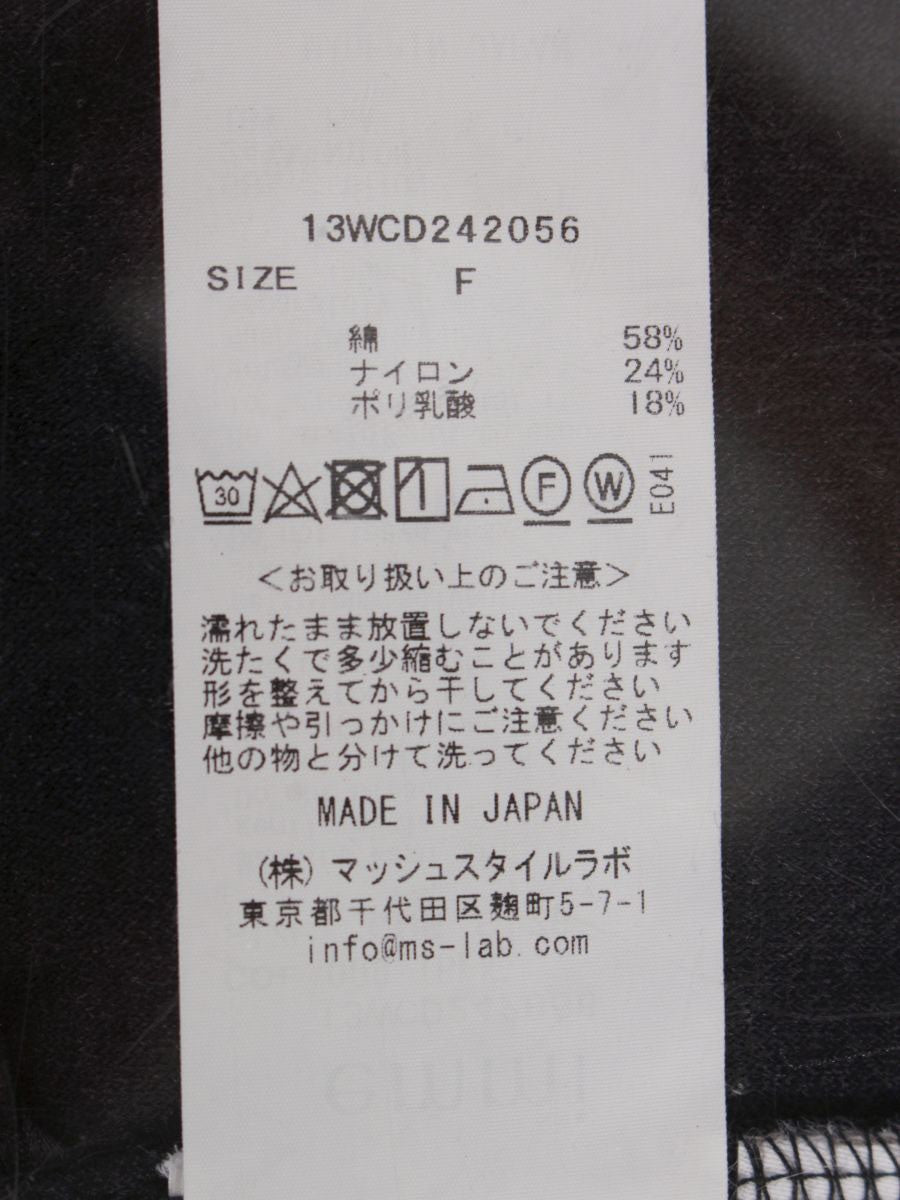 13WCD242056
SIZE F
綿 58%
ナイロン 24%
ポリ乳酸 18%
30 F W E041
＜お取り扱い上のご注意＞
濡れたまま放置しないでください
洗たくで多少縮むことがあります
形を整えてから干してください
摩擦や引っかけにご注意ください
他の物と分けて洗ってください
MADE IN JAPAN
(株) マッシュスタイルラボ
東京都千代田区麹町5-7-1
info@ms-lab.com